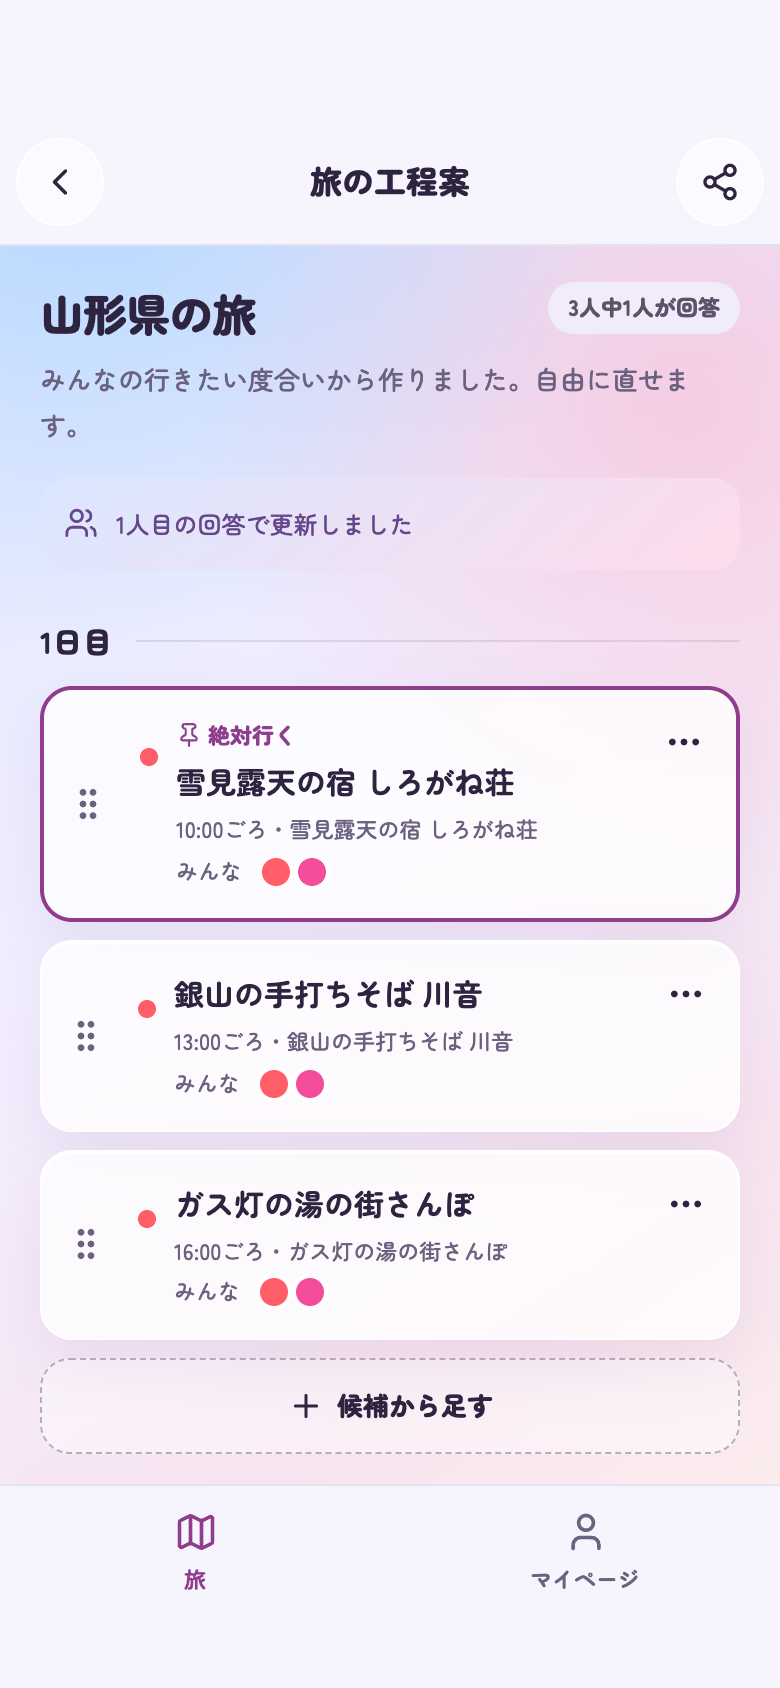 旅の工程案
山形県の旅
3人中1人が回答
みんなの行きたい度合いから作りました。自由に直せま
す。
1人目の回答で更新しました
1日目
絶対行く
雪見露天の宿 しろがね荘
10:00ごろ・雪見露天の宿 しろがね荘
みんな
銀山の手打ちそば 川音
13:00ごろ・銀山の手打ちそば 川音
みんな
ガス灯の湯の街さんぽ
16:00ごろ・ガス灯の湯の街さんぽ
みんな
候補から足す
旅
マイページ